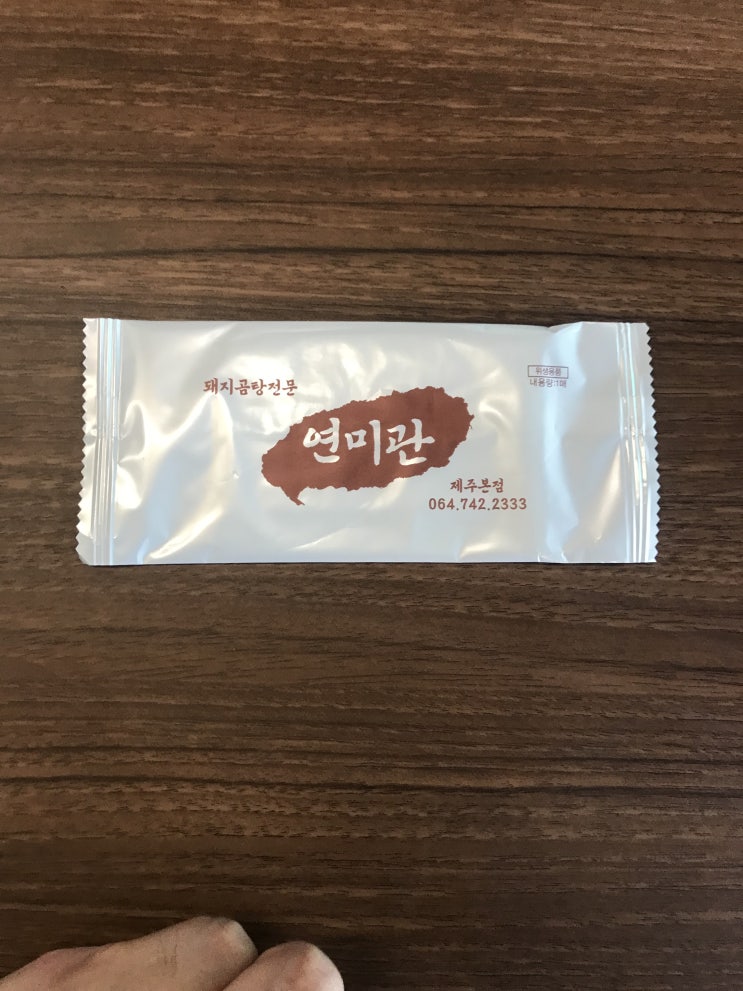 돼지곰탕전문
위생용품
내용량:1매
연미관
제주본점
064.742.2333